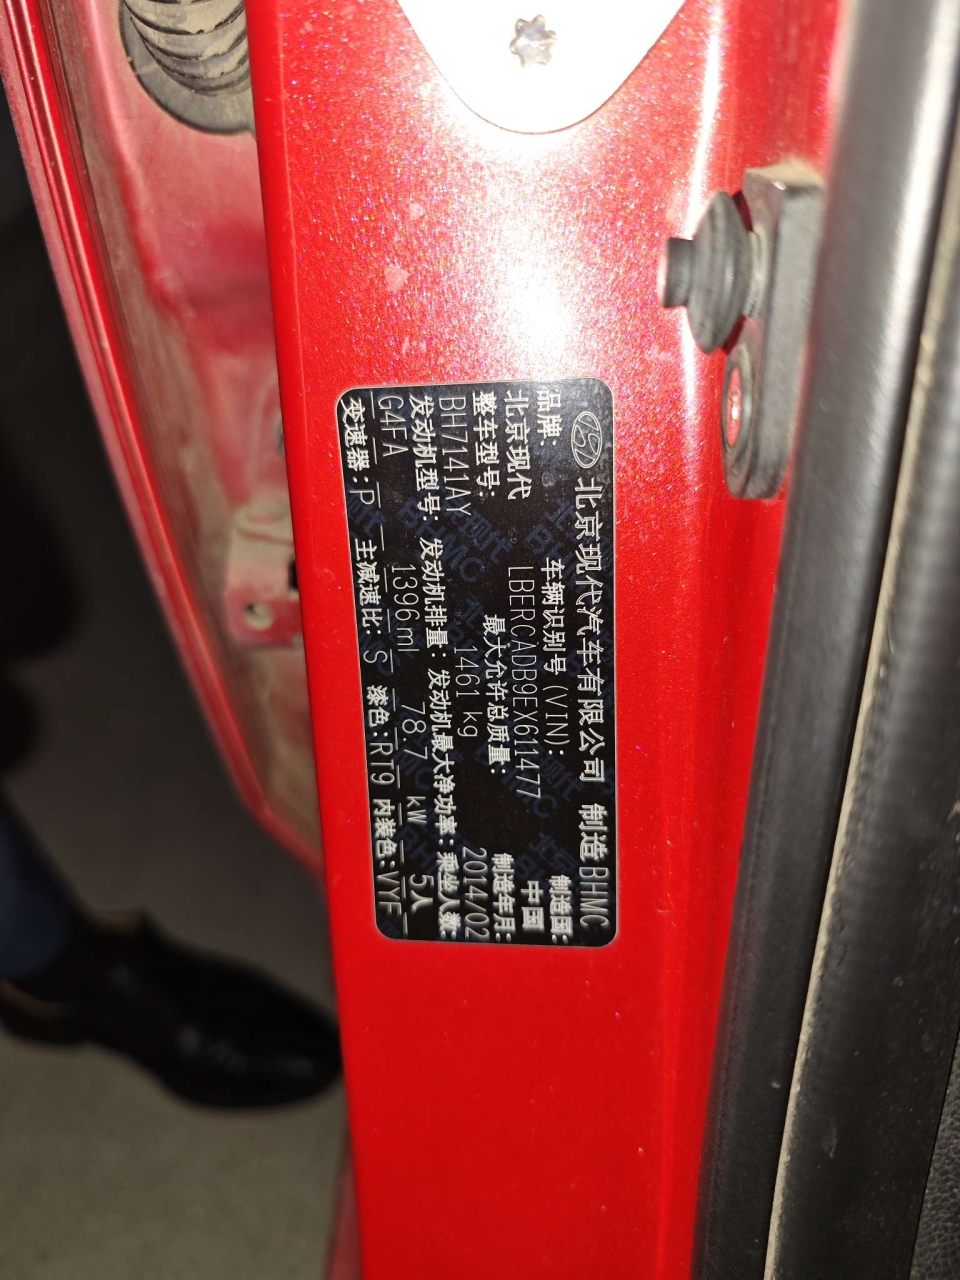 北京现代汽车有限公司 制造 BHMC
品牌: 车辆识别号 (VIN): 制造国:
北京现代 LBERCADB9EX611477 中国
整车型号: 最大允许总质量: 制造年月:
BH7141AY 1461 kg 2014/02
发动机型号: 发动机排量: 发动机最大净功率: 乘坐人数:
G4FA 1396 ml 78.7 kW 5人
变速器: P 主减速比: S 漆色: RT9 内装色: VYF